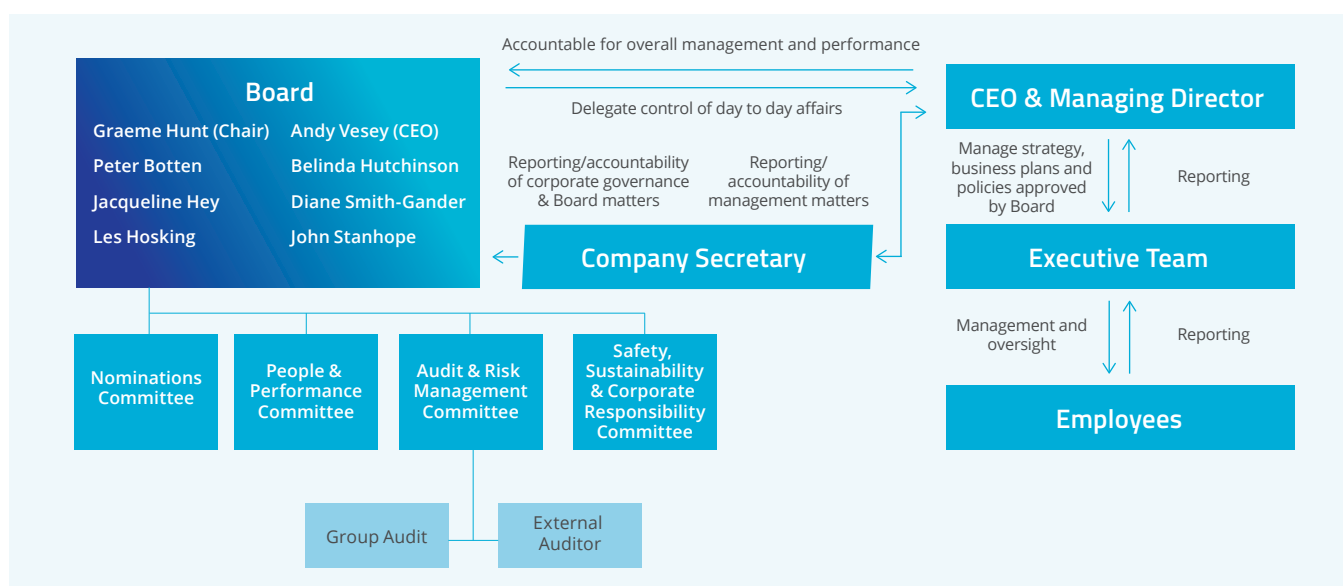 Accountable for overall management and performance
Delegate control of day to day affairs
Board
Graeme Hunt (Chair)
Andy Vesey (CEO)
Peter Botten
Belinda Hutchinson
Jacqueline Hey
Diane Smith-Gander
Les Hosking
John Stanhope
CEO & Managing Director
Reporting/accountability
of corporate governance
& Board matters
Reporting/
accountability of
management matters
Manage strategy,
business plans and
policies approved
by Board
Reporting
Company Secretary
Executive Team
Management and
oversight
Reporting
Employees
Nominations
Committee
People &
Performance
Committee
Audit & Risk
Management
Committee
Safety,
Sustainability
& Corporate
Responsibility
Committee
Group Audit
External
Auditor